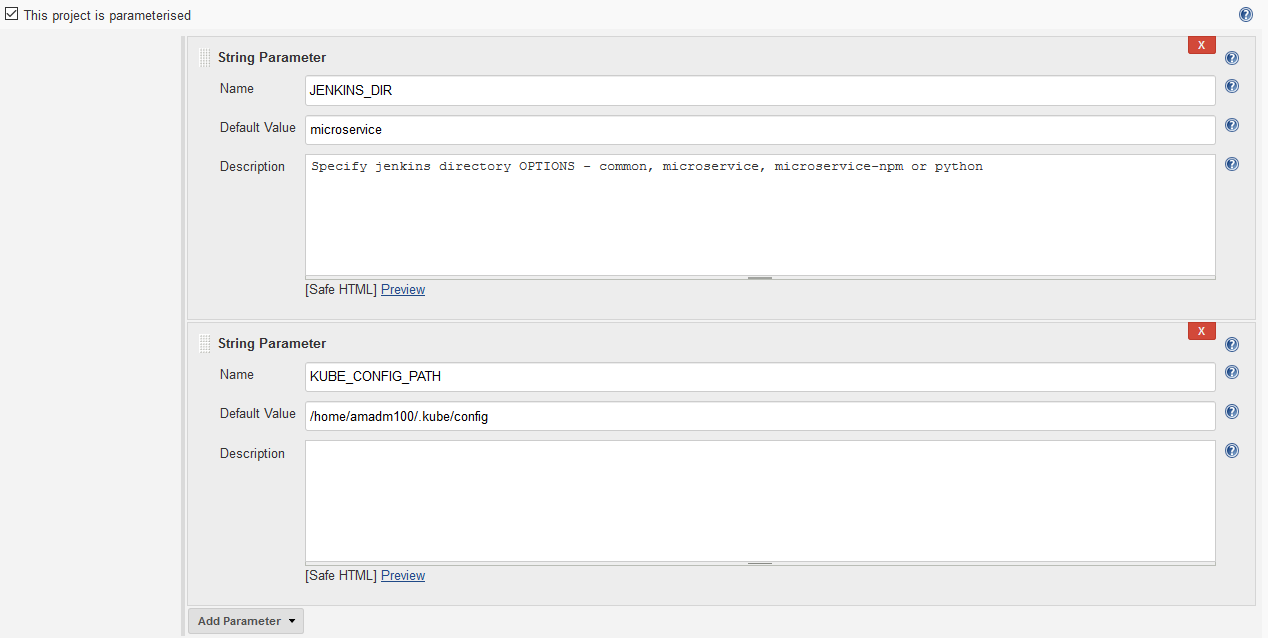 This project is parameterised
String Parameter
X
Name
JENKINS_DIR
Default Value
microservice
Description
Specify jenkins directory OPTIONS - common, microservice, microservice-npm or python
[Safe HTML] Preview
String Parameter
X
Name
KUBE_CONFIG_PATH
Default Value
/home/amadm100/.kube/config
Description
[Safe HTML] Preview
Add Parameter